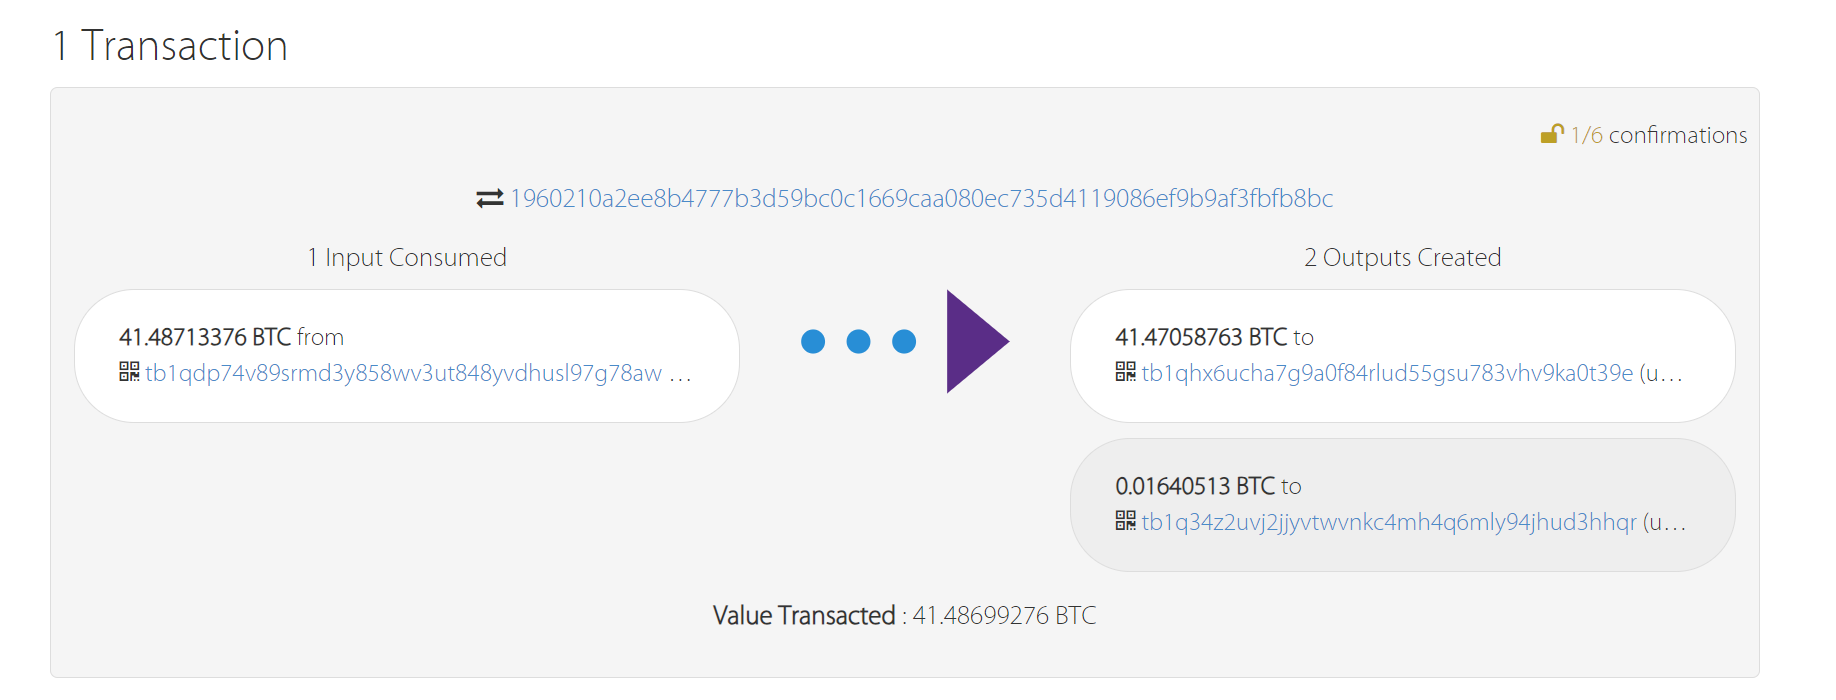 1 Transaction
1/6 confirmations
1960210a2ee8b4777b3d59bc0c1669caa080ec735d4119086ef9b9af3fbfb8bc
1 Input Consumed
2 Outputs Created
41.48713376 BTC from
tb1qdp74v89srmd3y858wv3ut848yvdhusl97g78aw ...
41.47058763 BTC to
tb1qhx6ucha7g9a0f84rlud55gsu783vhv9ka0t39e (u...
0.01640513 BTC to
tb1q34z2uvj2jjyvtwvnkc4mh4q6mly94jhud3hhqr (u...
Value Transacted : 41.48699276 BTC